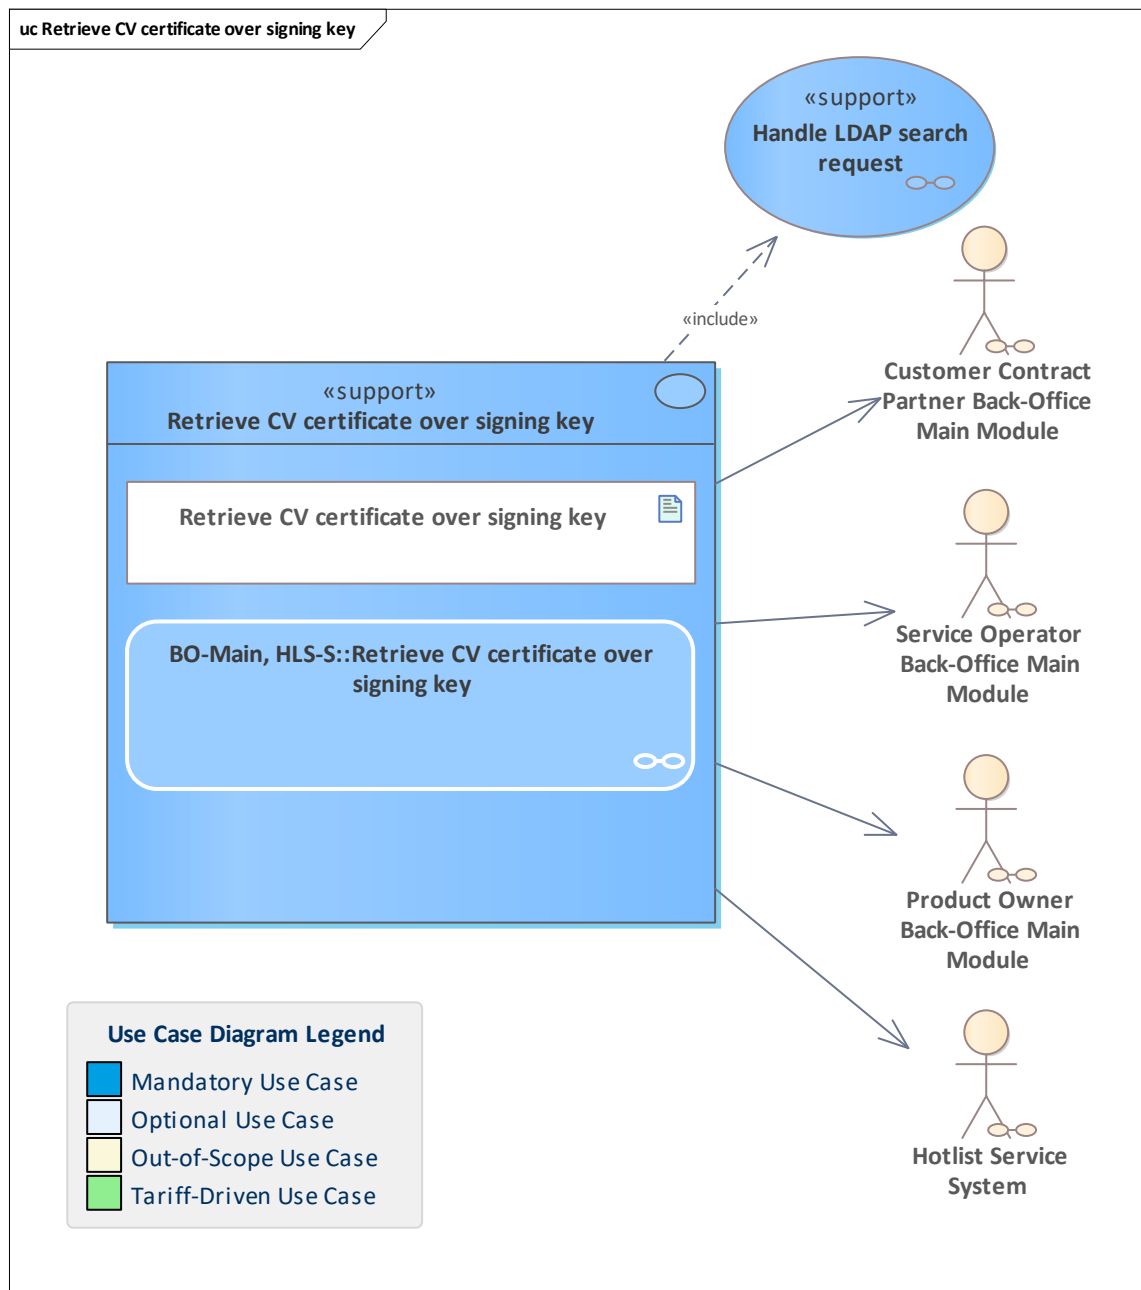 uc Retrieve CV certificate over signing key
«support»
Handle LDAP search
request
«include»
Customer Contract
Partner Back-Office
Main Module
«support»
Retrieve CV certificate over signing key
Retrieve CV certificate over signing key
Service Operator
Back-Office Main
Module
BO-Main, HLS-S::Retrieve CV certificate over
signing key
Product Owner
Back-Office Main
Module
Hotlist Service
System
Use Case Diagram Legend
Mandatory Use Case
Optional Use Case
Out-of-Scope Use Case
Tariff-Driven Use Case